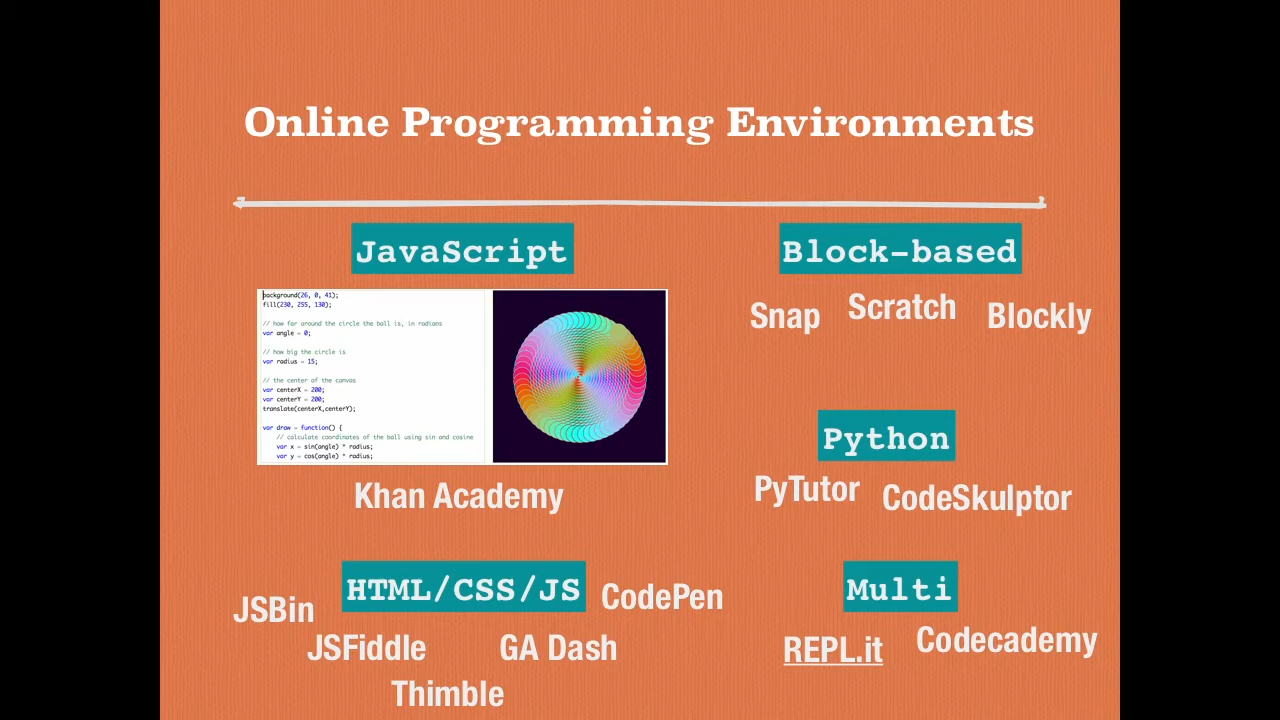 Online Programming Environments
JavaScript
background(26, 0, 41);
fill(230, 255, 130);
// how far around the circle the ball is, in radians
var angle = 0;
// how big the circle is
var radius = 15;
// the center of the canvas
var centerX = 200;
var centerY = 200;
translate(centerX,centerY);
var draw = function() {
// calculate coordinates of the ball using sin and cosine
var x = sin(angle) * radius;
var y = cos(angle) * radius;
Khan Academy
Block-based
Snap Scratch Blockly
Python
PyTutor CodeSkulptor
HTML/CSS/JS
JSBin CodePen
JSFiddle GA Dash
Thimble
Multi
REPL.it Codecademy